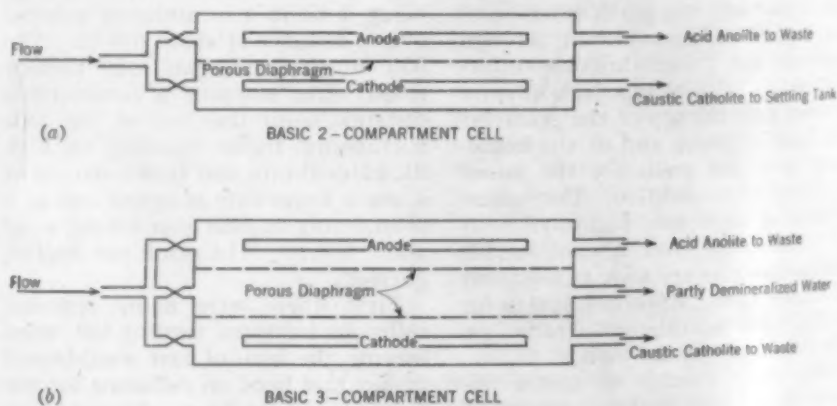 Anode
Acid Anolite to Waste
Flow
Porous Diaphragm
Cathode
Caustic Catholite to Settling Tank
(a) BASIC 2-COMPARTMENT CELL
Anode
Acid Anolite to Waste
Flow
Porous Diaphragm
Partly Demineralized Water
Cathode
Caustic Catholite to Waste
(b) BASIC 3-COMPARTMENT CELL